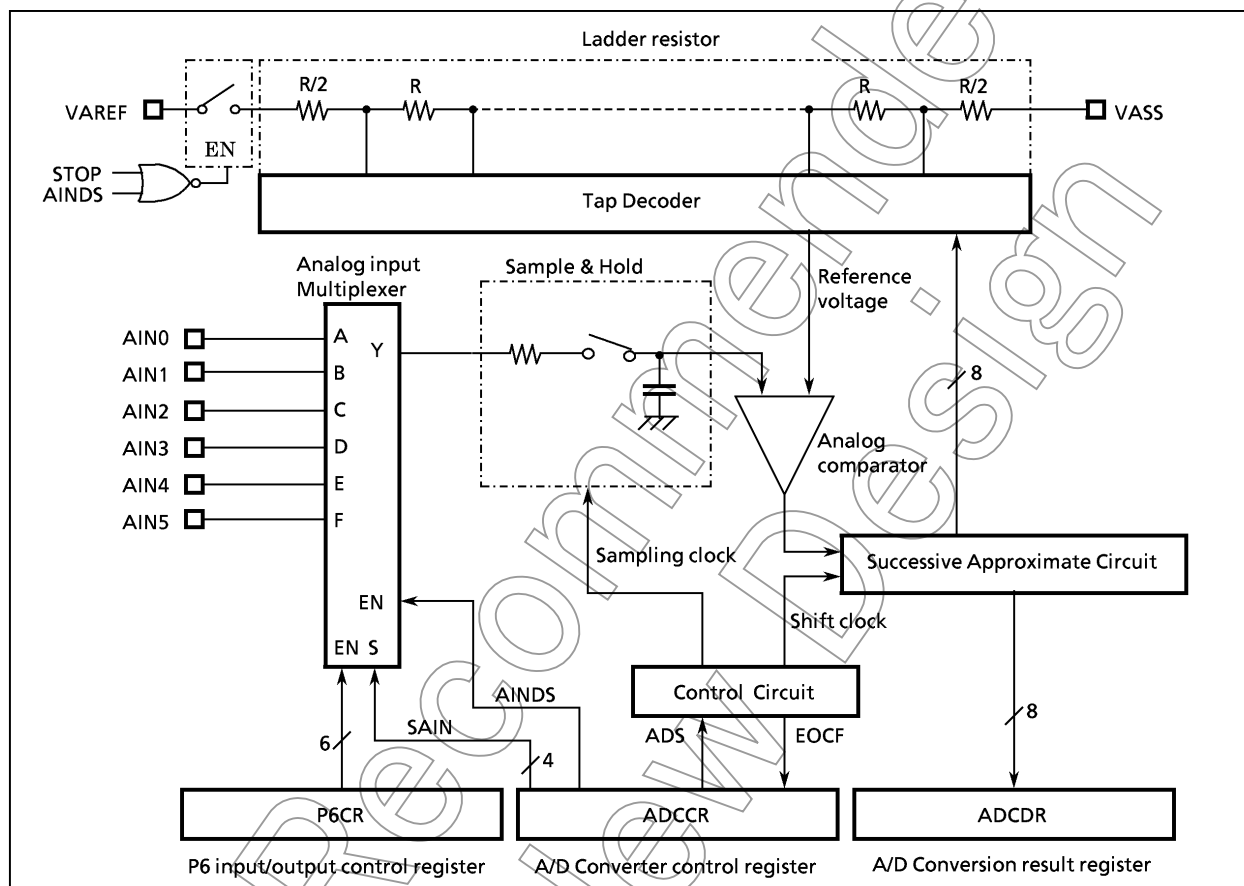 Ladder resistor
R/2
R
R
R/2
VAREF
VASS
EN
STOP
AINDS
Tap Decoder
Analog input
Multiplexer
Sample & Hold
Reference
voltage
AIN0
A
Y
AIN1
B
8
AIN2
C
AIN3
D
Analog
comparator
AIN4
E
AIN5
F
Sampling clock
Successive Approximate Circuit
EN
Shift clock
EN S
Control Circuit
AINDS
SAIN
ADS
EOCF
6
4
8
P6CR
ADCCR
ADCDR
P6 input/output control register
A/D Converter control register
A/D Conversion result register
Recommende
ew Design